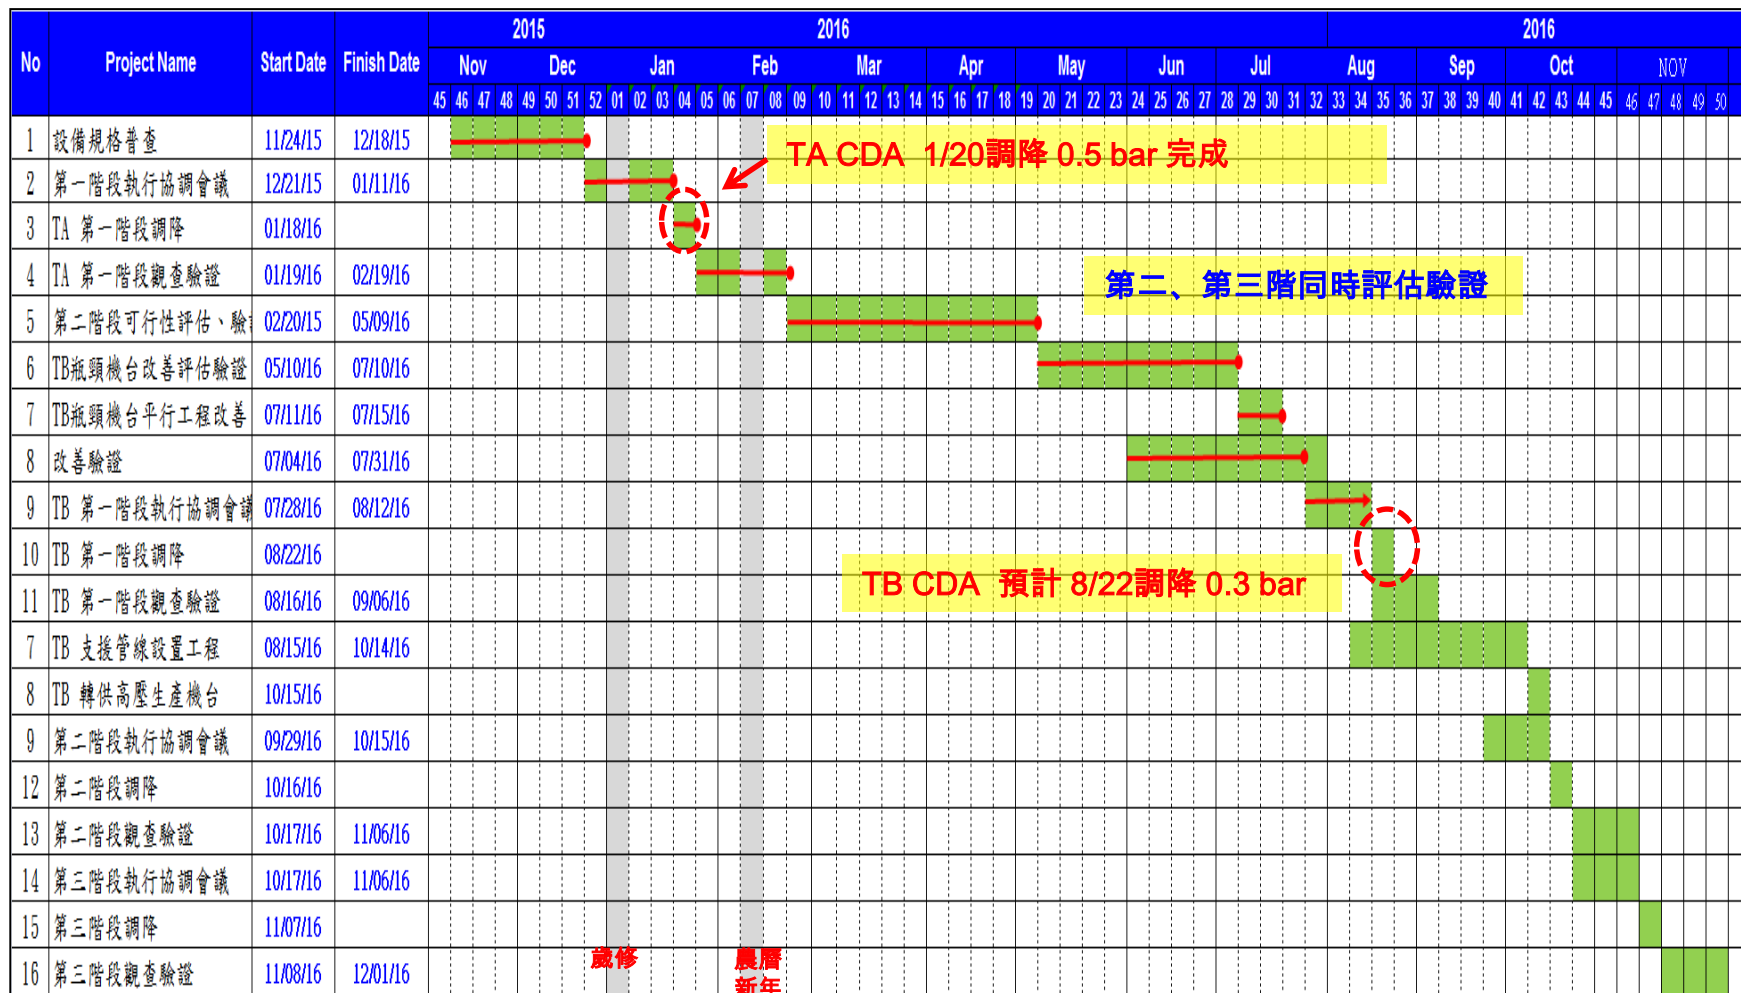 2015 2016 2016
No Project Name Start Date Finish Date Nov Dec Jan Feb Mar Apr May Jun Jul Aug Sep Oct NOV
45 46 47 48 49 50 51 52 01 02 03 04 05 06 07 08 09 10 11 12 13 14 15 16 17 18 19 20 21 22 23 24 25 26 27 28 29 30 31 32 33 34 35 36 37 38 39 40 41 42 43 44 45 46 47 48 49 50
1 設備規格普查 11/24/15 12/18/15
TA CDA 1/20調降 0.5 bar 完成
2 第一階段執行協調會議 12/21/15 01/11/16
3 TA 第一階段調降 01/18/16
4 TA 第一階段觀查驗證 01/19/16 02/19/16
第二、第三階同時評估驗證
5 第二階段可行性評估、驗 02/20/15 05/09/16
6 TB瓶頸機台改善評估驗證 05/10/16 07/10/16
7 TB瓶頸機台平行工程改善 07/11/16 07/15/16
8 改善驗證 07/04/16 07/31/16
9 TB 第一階段執行協調會議 07/28/16 08/12/16
10 TB 第一階段調降 08/22/16
TB CDA 預計 8/22調降 0.3 bar
11 TB 第一階段觀查驗證 08/16/16 09/06/16
7 TB 支援管線設置工程 08/15/16 10/14/16
8 TB 轉供高壓生產機台 10/15/16
9 第二階段執行協調會議 09/29/16 10/15/16
12 第二階段調降 10/16/16
13 第二階段觀查驗證 10/17/16 11/06/16
14 第三階段執行協調會議 10/17/16 11/06/16
15 第三階段調降 11/07/16
16 第三階段觀查驗證 11/08/16 12/01/16
歲修
農曆
新年